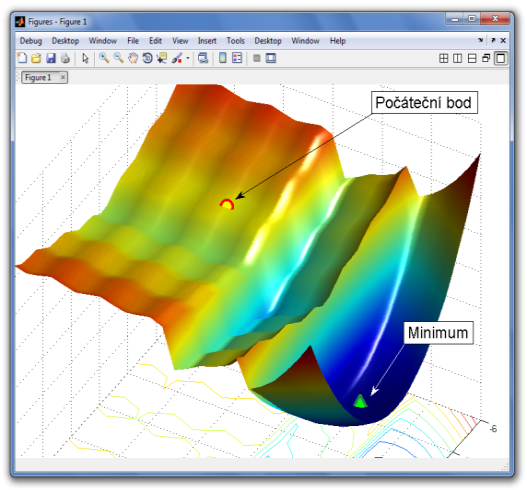 Figures - Figure 1
Debug Desktop Window File Edit View Insert Tools Desktop Window Help
Figure 1
Počáteční bod
Minimum
-6